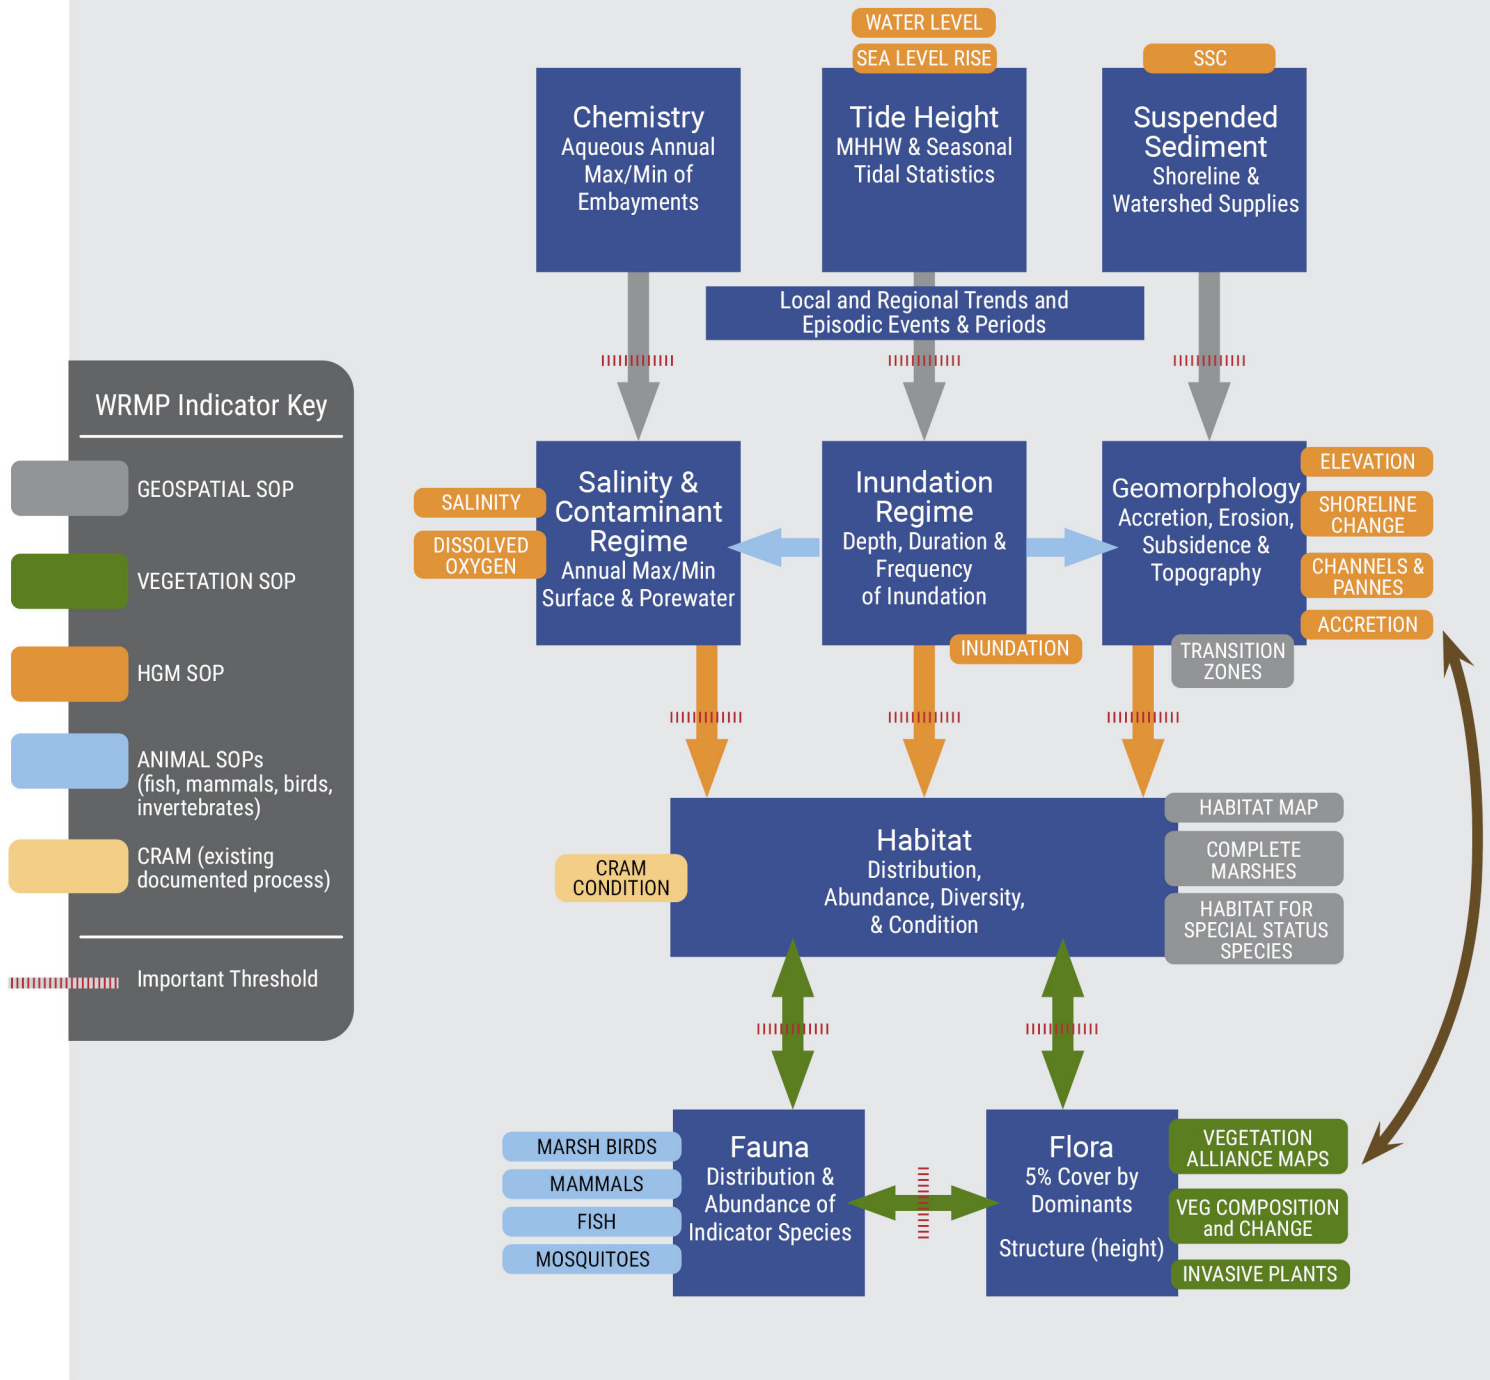 WATER LEVEL
SEA LEVEL RISE
SSC
Chemistry
Aqueous Annual
Max/Min of
Embayments
Tide Height
MHHW & Seasonal
Tidal Statistics
Suspended
Sediment
Shoreline &
Watershed Supplies
Local and Regional Trends and
Episodic Events & Periods
WRMP Indicator Key
GEOSPATIAL SOP
VEGETATION SOP
HGM SOP
ANIMAL SOPs
(fish, mammals, birds,
invertebrates)
CRAM (existing
documented process)
Important Threshold
SALINITY
DISSOLVED
OXYGEN
Salinity &
Contaminant
Regime
Annual Max/Min
Surface & Porewater
Inundation
Regime
Depth, Duration &
Frequency
of Inundation
INUNDATION
Geomorphology
Accretion, Erosion,
Subsidence &
Topography
ELEVATION
SHORELINE
CHANGE
CHANNELS &
PANNES
ACCRETION
TRANSITION
ZONES
CRAM
CONDITION
Habitat
Distribution,
Abundance, Diversity,
& Condition
HABITAT MAP
COMPLETE
MARSHES
HABITAT FOR
SPECIAL STATUS
SPECIES
MARSH BIRDS
MAMMALS
FISH
MOSQUITOES
Fauna
Distribution &
Abundance of
Indicator Species
Flora
5% Cover by
Dominants
Structure (height)
VEGETATION
ALLIANCE MAPS
VEG COMPOSITION
and CHANGE
INVASIVE PLANTS